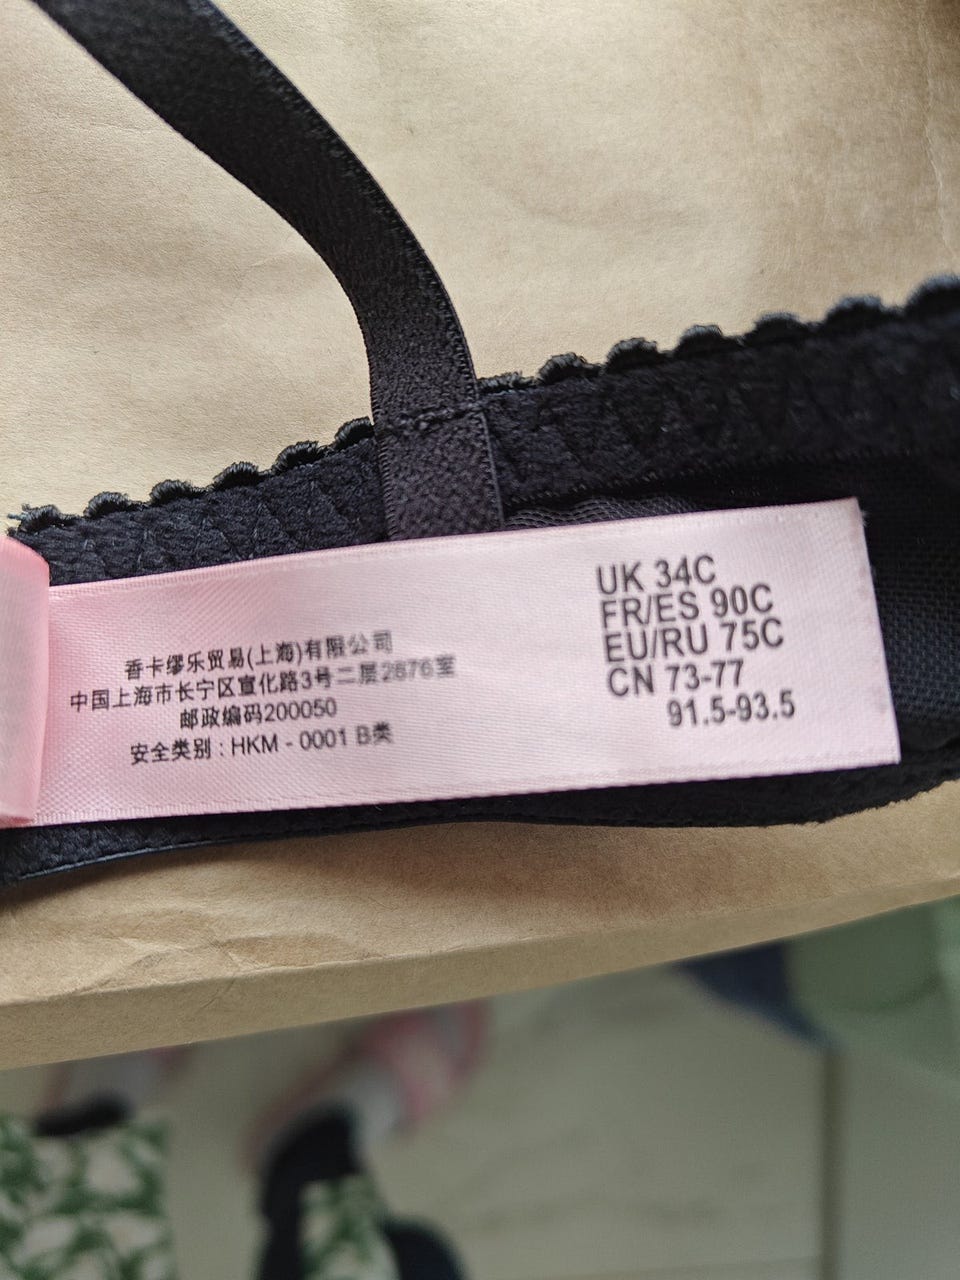 香卡缪乐贸易(上海)有限公司
中国上海市长宁区宣化路3号二层2876室
邮政编码200050
安全类别 : HKM - 0001 B类
UK 34C
FR/ES 90C
EU/RU 75C
CN 73-77
91.5-93.5